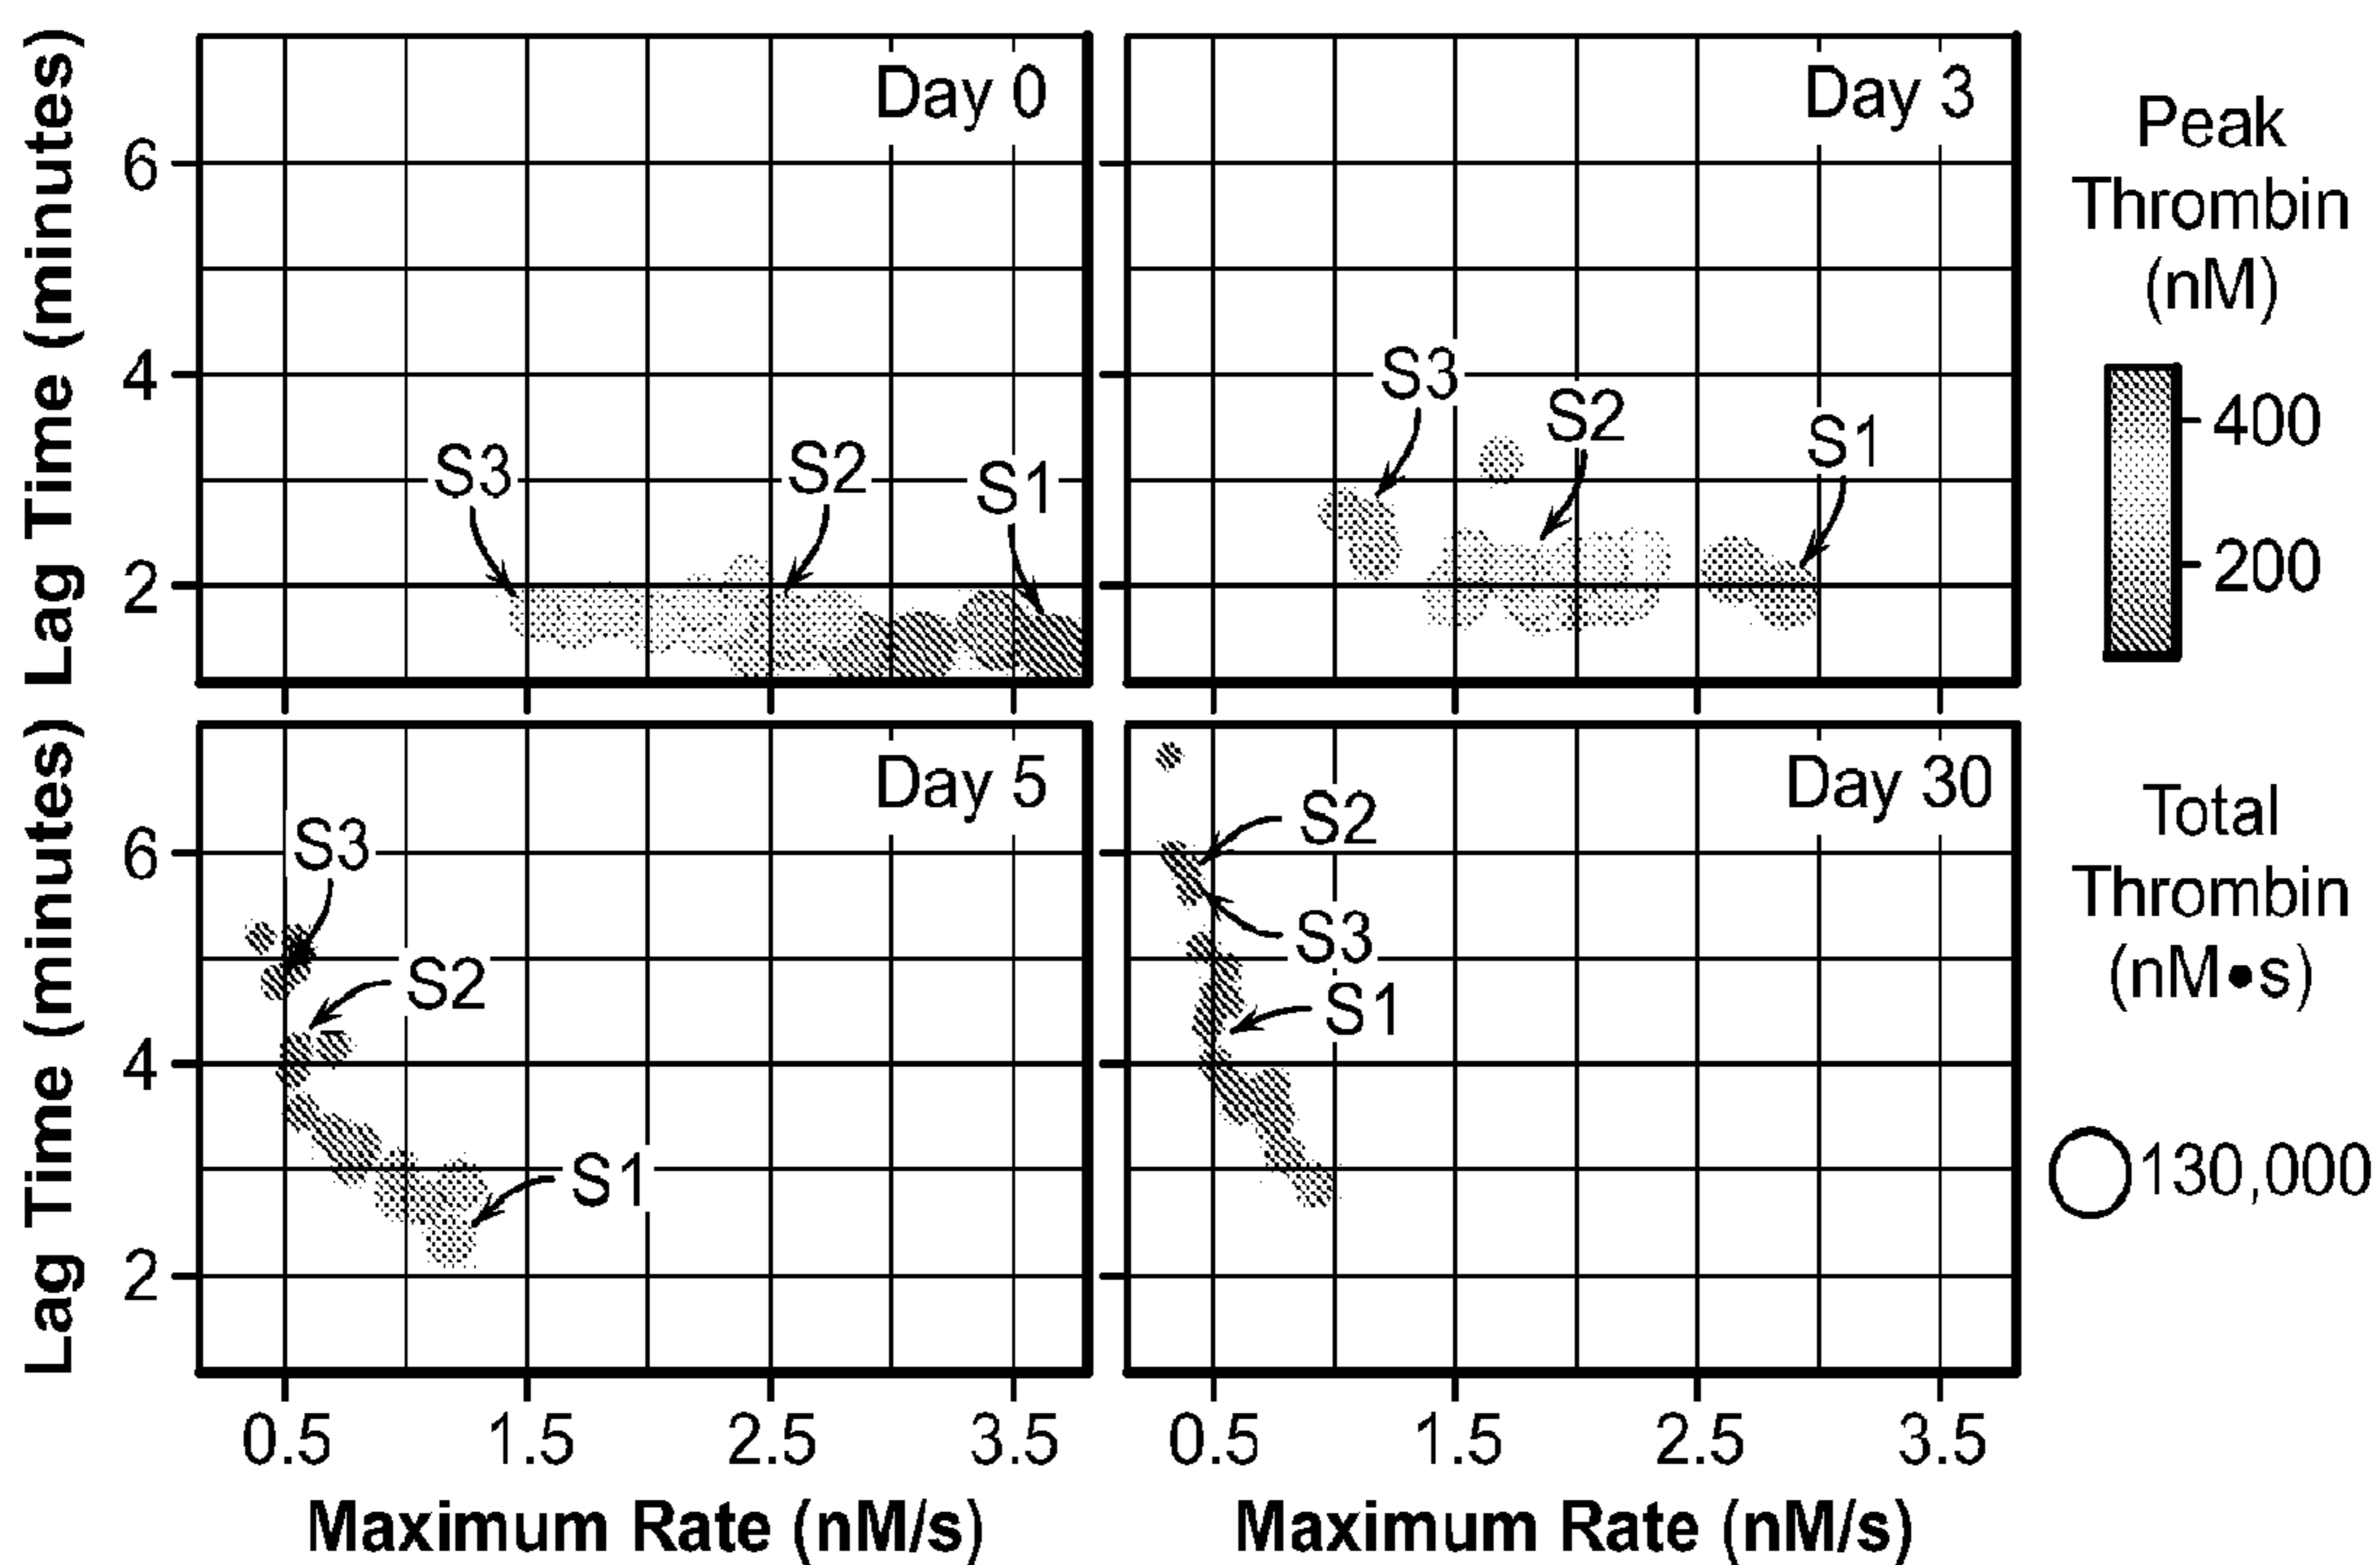 Lag Time (minutes)
6
4
2
Day 0
S3
S2
S1
Day 3
S3
S2
S1
Peak
Thrombin
(nM)
400
200
Lag Time (minutes)
6
4
2
Day 5
S3
S2
S1
0.5 1.5 2.5 3.5
Maximum Rate (nM/s)
Day 30
S2
S3
S1
0.5 1.5 2.5 3.5
Maximum Rate (nM/s)
Total
Thrombin
(nM•s)
130,000